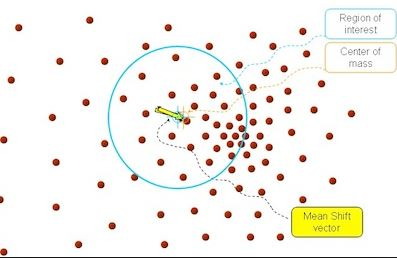 Region of
interest
Center of
mass
Mean Shift
vector